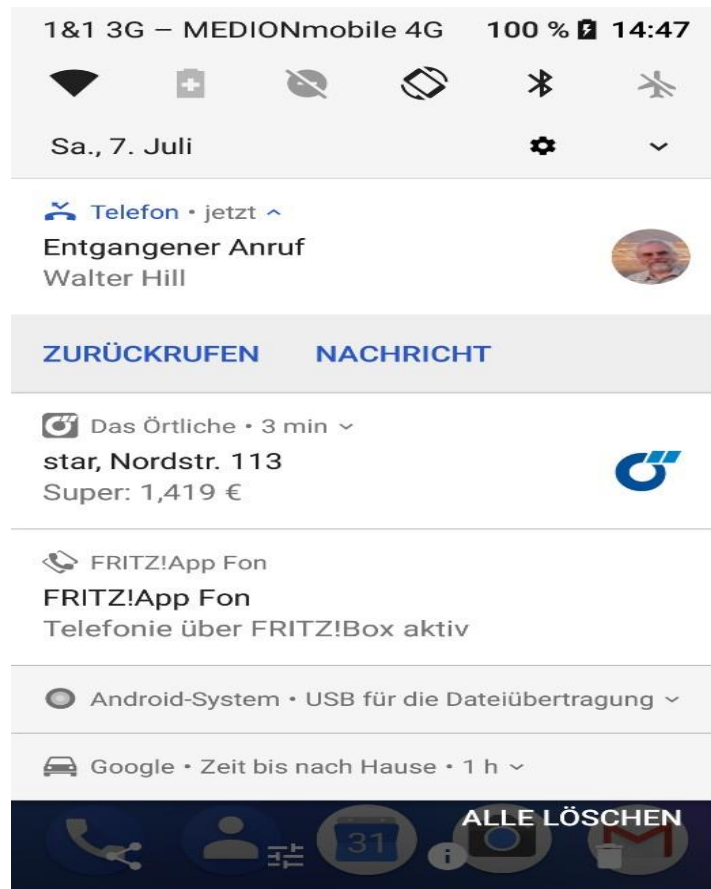 1&1 3G – MEDIONmobile 4G 100 % 14:47
Sa., 7. Juli
Telefon • jetzt
Entgangener Anruf
Walter Hill
ZURÜCKRUFEN NACHRICHT
Das Örtliche • 3 min
star, Nordstr. 113
Super: 1,419 €
FRITZ!App Fon
FRITZ!App Fon
Telefonie über FRITZ!Box aktiv
Android-System • USB für die Dateiübertragung
Google • Zeit bis nach Hause • 1 h
ALLE LÖSCHEN
31